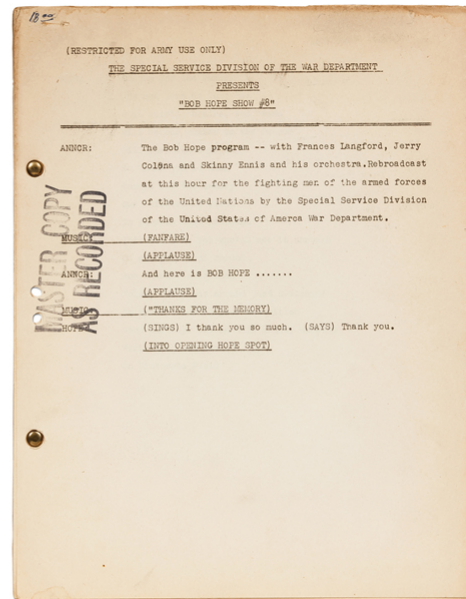 (RESTRICTED FOR ARMY USE ONLY)
THE SPECIAL SERVICE DIVISION OF THE WAR DEPARTMENT
PRESENTS
"BOB HOPE SHOW #8"
ANNCR: The Bob Hope program -- with Frances Langford, Jerry
Colona and Skinny Ennis and his orchestra.Rebroadcast
at this hour for the fighting men of the armed forces
of the United Nations by the Special Service Division
of the United States of Ameroa War Department.
MUSIC: (FANFARE)
(APPLAUSE)
ANNCR: And here is BOB HOPE .......
(APPLAUSE)
MUSIC: ("THANKS FOR THE MEMORY)
HOPE: (SINGS) I thank you so much. (SAYS) Thank you.
(INTO OPENING HOPE SPOT)
MASTER COPY
AS RECORDED